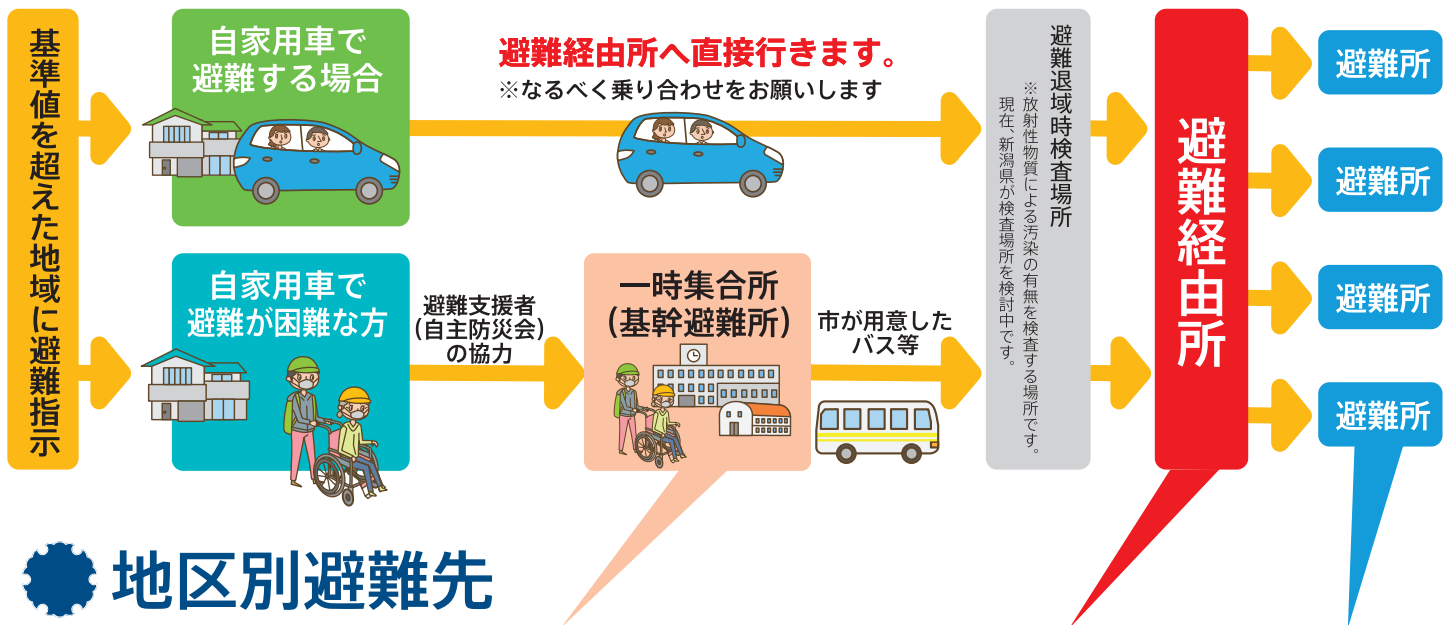 基準値を超えた地域に避難指示
自家用車で
避難する場合
避難経由所へ直接行きます。
※なるべく乗り合わせをお願いします
自家用車で
避難が困難な方
避難支援者
(自主防災会)
の協力
一時集合所
(基幹避難所)
市が用意した
バス等
避難退域時検査場所
※放射性物質による汚染の有無を検査する場所です。
現在、新潟県が検査場所を検討中です。
避難経由所
避難所
避難所
避難所
避難所
地区別避難先